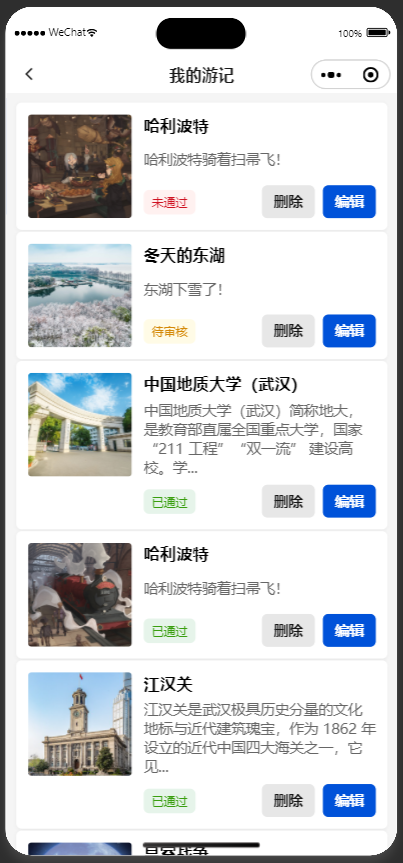 WeChat
100%
我的游记
哈利波特
哈利波特骑着扫帚飞！
未通过
删除
编辑
冬天的东湖
东湖下雪了！
待审核
删除
编辑
中国地质大学（武汉）
中国地质大学（武汉）简称地大，
是教育部直属全国重点大学，国家
“211 工程” “双一流” 建设高
校。学...
已通过
删除
编辑
哈利波特
哈利波特骑着扫帚飞！
已通过
删除
编辑
江汉关
江汉关是武汉极具历史分量的文化
地标与近代建筑瑰宝，作为 1862 年
设立的近代中国四大海关之一，它
见...
已通过
删除
编辑